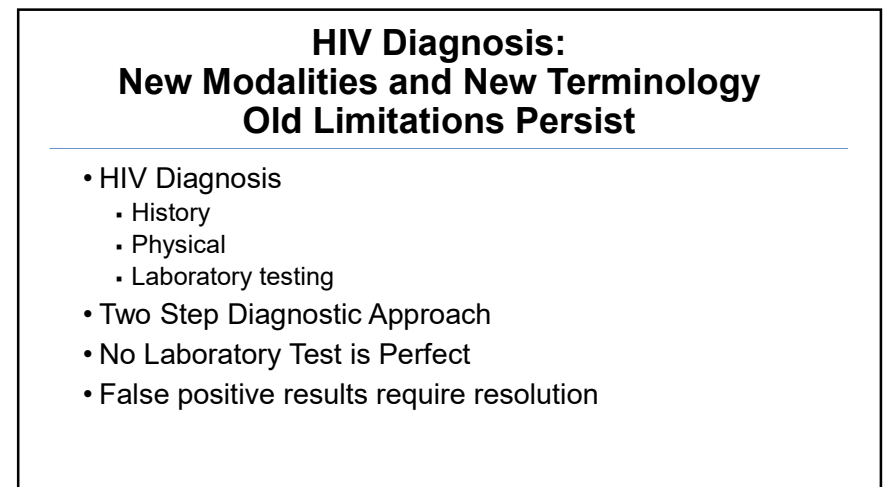 HIV Diagnosis:
New Modalities and New Terminology
Old Limitations Persist
• HIV Diagnosis
▪ History
▪ Physical
▪ Laboratory testing
• Two Step Diagnostic Approach
• No Laboratory Test is Perfect
• False positive results require resolution